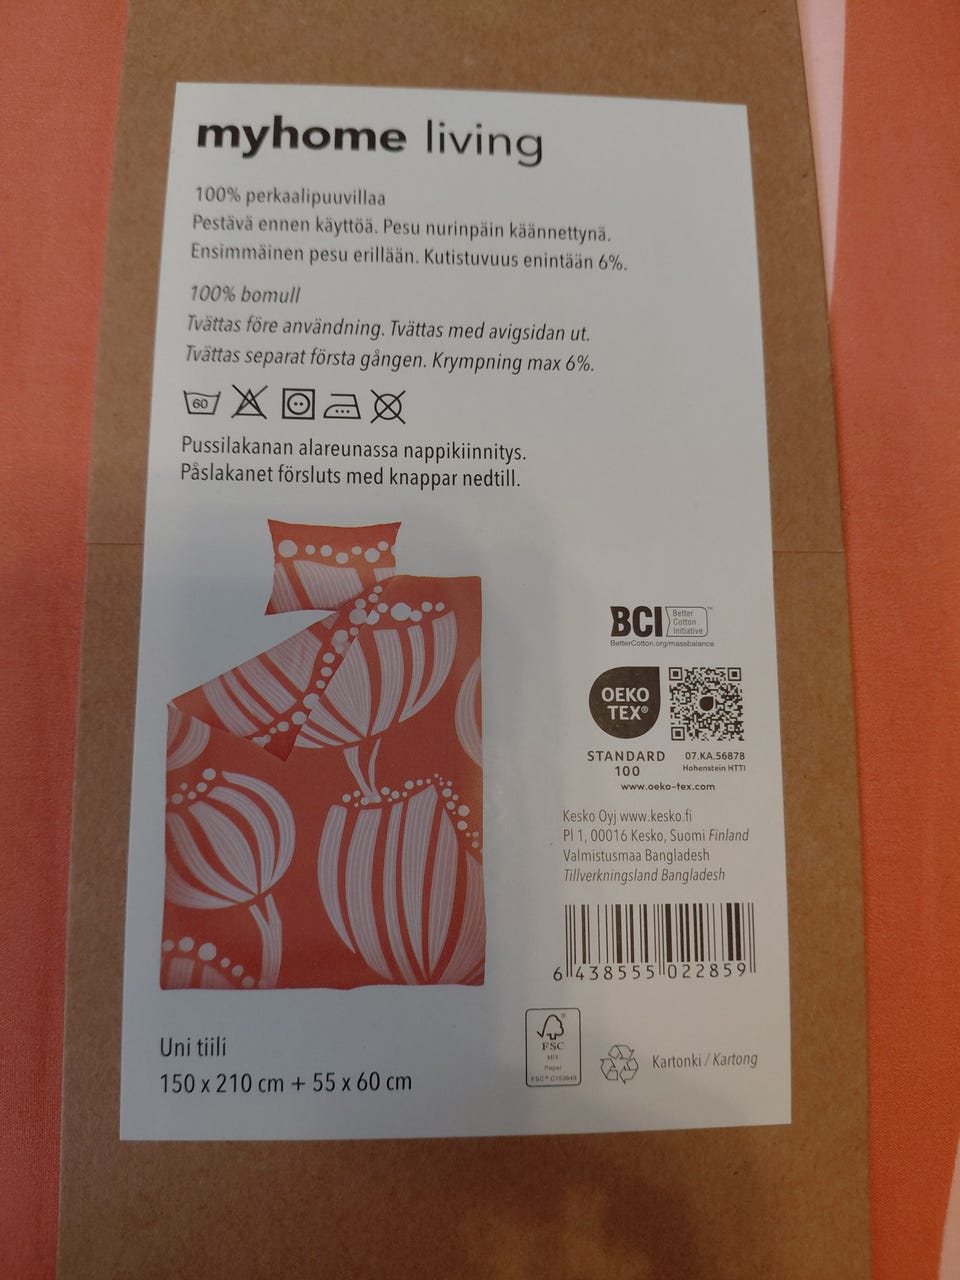 myhome living
100% perkaalipuuvillaa
Pestävä ennen käyttöä. Pesu nurinpäin käännettynä.
Ensimmäinen pesu erillään. Kutistuvuus enintään 6%.
100% bomull
Tvättas före användning. Tvättas med avigsidan ut.
Tvättas separat första gången. Krympning max 6%.
60
Pussilakanan alareunassa nappikiinnitys.
Påslakanet försluts med knappar nedtill.
BCI Better
Cotton
Initiative
BetterCotton.org/massbalance
OEKO
TEX®
STANDARD
100
07.KA.56878
Hohenstein HTTI
www.oeko-tex.com
Kesko Oyj www.kesko.fi
Pl 1, 00016 Kesko, Suomi Finland
Valmistusmaa Bangladesh
Tillverkningsland Bangladesh
6 438555 022859
FSC
MIX
Paper
Kartonki / Kartong
Uni tiili
150 x 210 cm + 55 x 60 cm